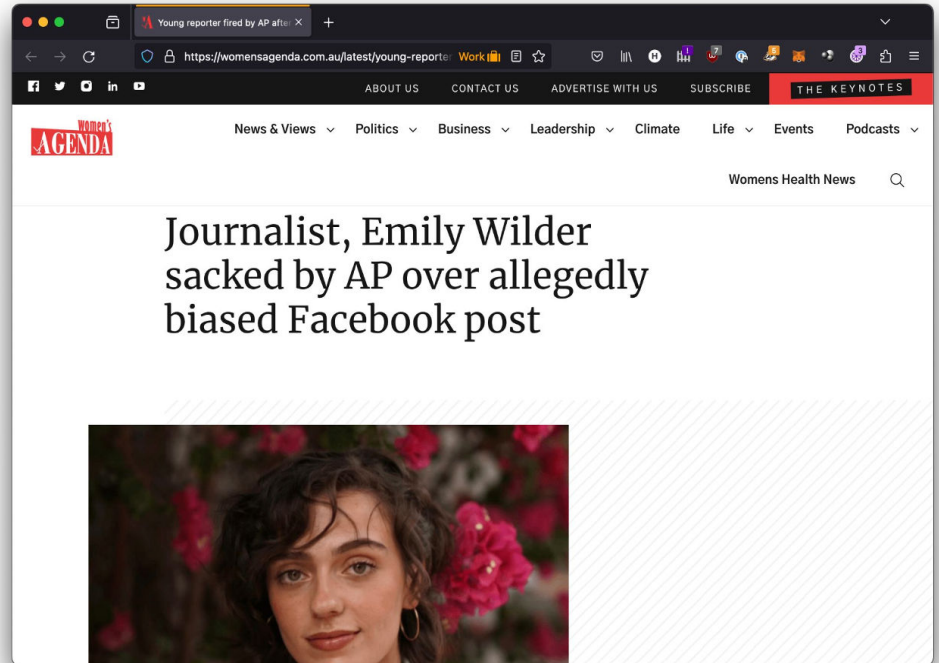 Young reporter fired by AP after
https://womensagenda.com.au/latest/young-reporter Work
ABOUT US CONTACT US ADVERTISE WITH US SUBSCRIBE THE KEYNOTES
Women's
AGENDA
News & Views Politics Business Leadership Climate Life Events Podcasts
Womens Health News
Journalist, Emily Wilder
sacked by AP over allegedly
biased Facebook post